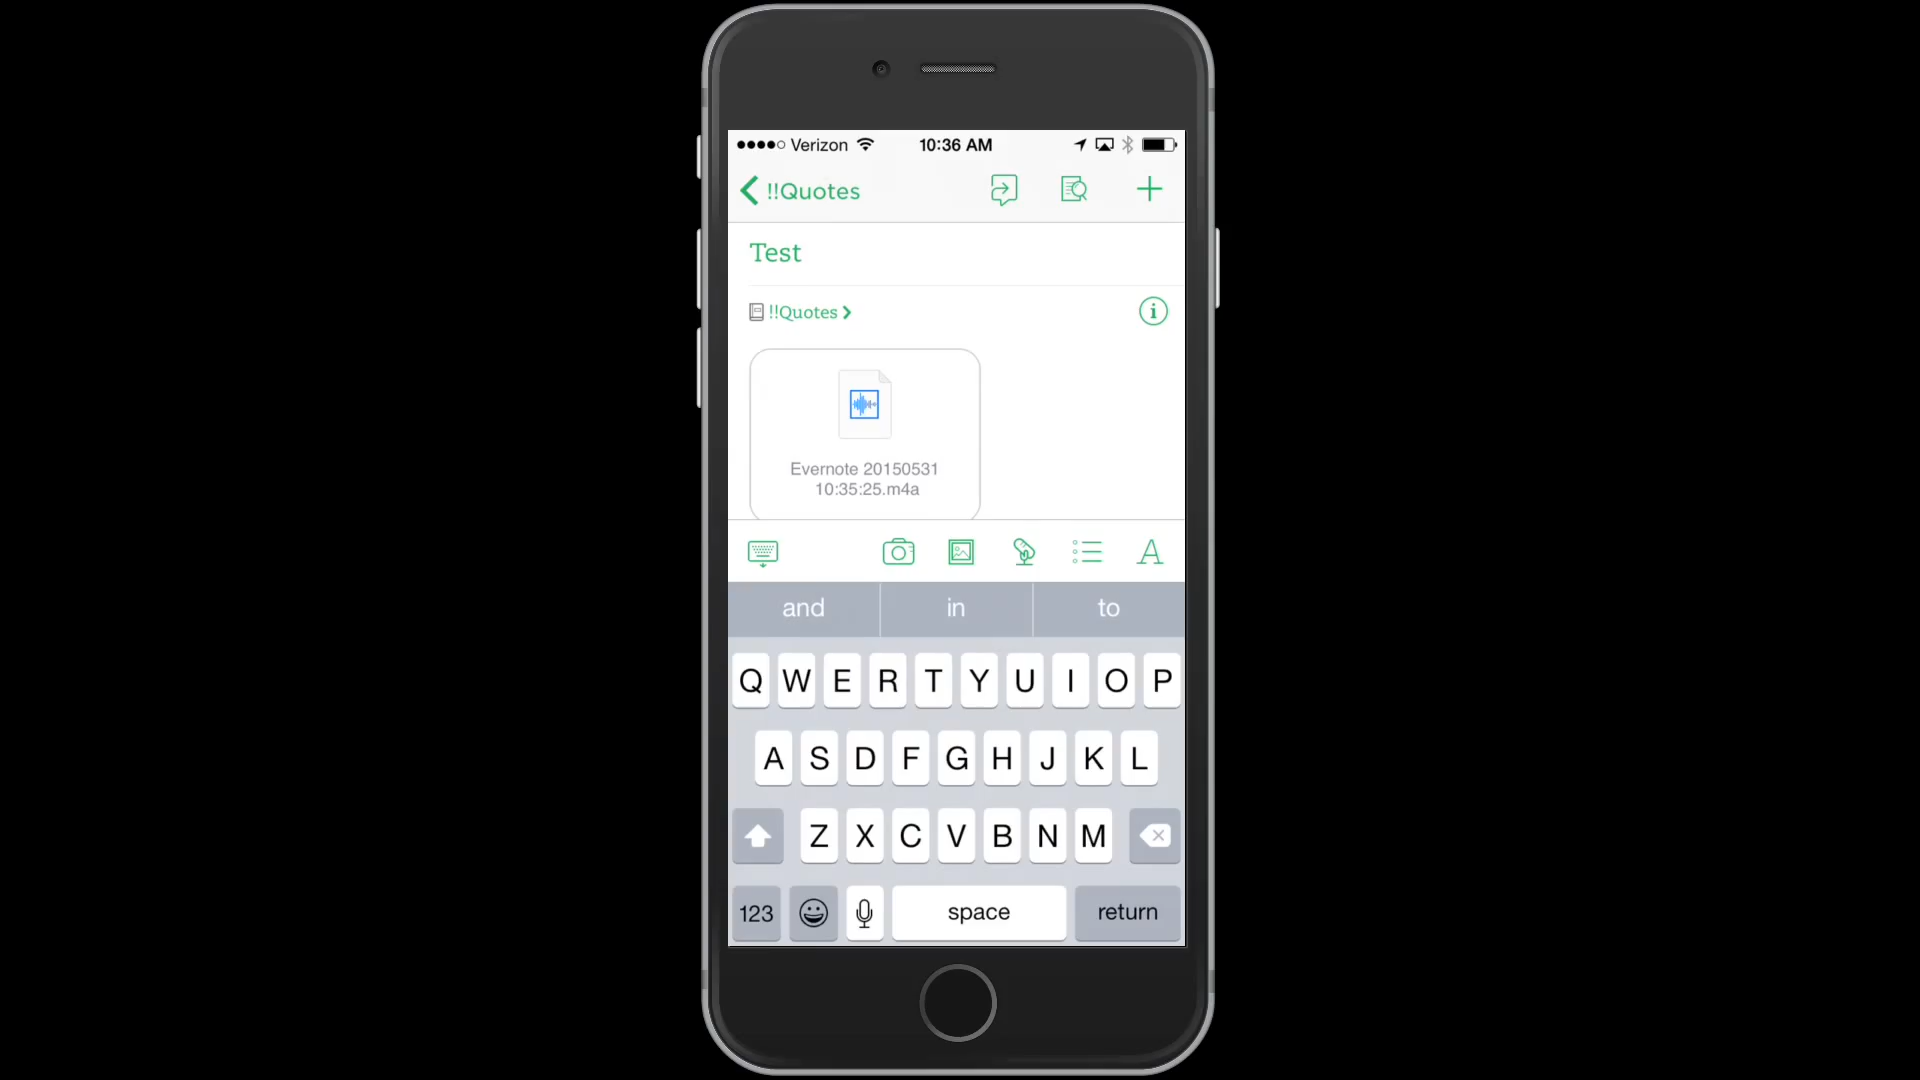 Verizon 10:36 AM
!!Quotes
Test
!!Quotes
Evernote 20150531
10:35:25.m4a
A
and in to
Q W E R T Y U I O P
A S D F G H J K L
Z X C V B N M
123 space return